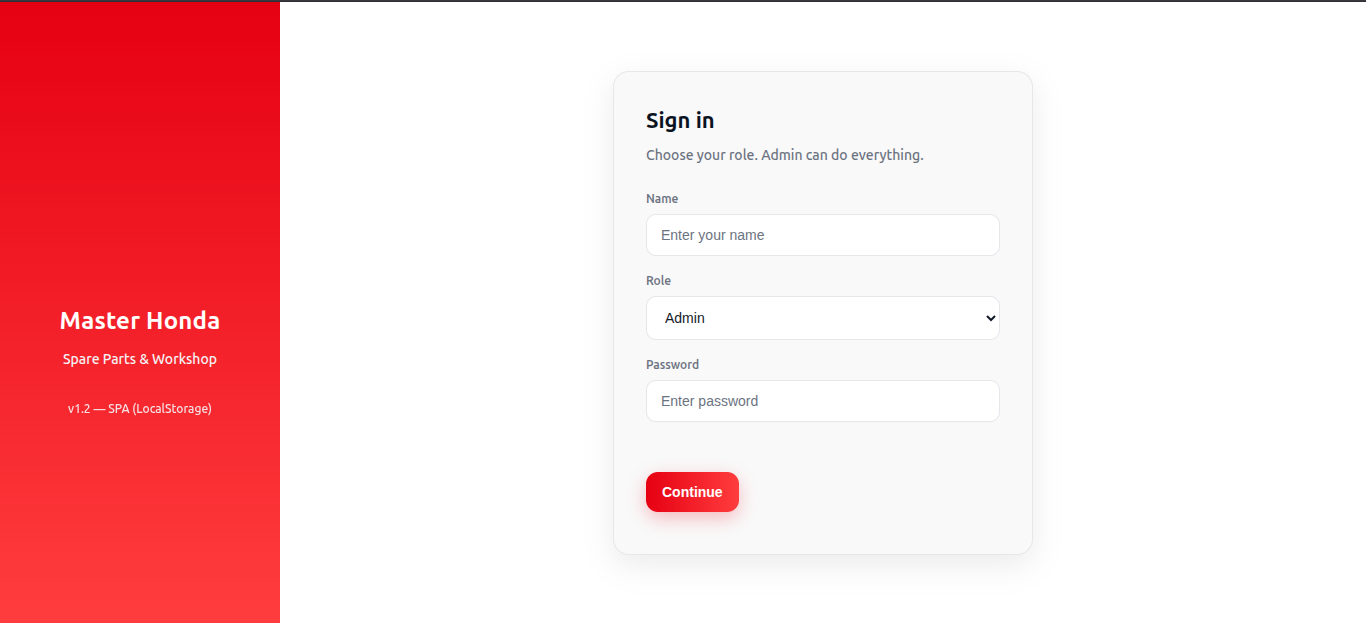 Master Honda
Spare Parts & Workshop
v1.2 — SPA (LocalStorage)
Sign in
Choose your role. Admin can do everything.
Name
Enter your name
Role
Admin
Password
Enter password
Continue